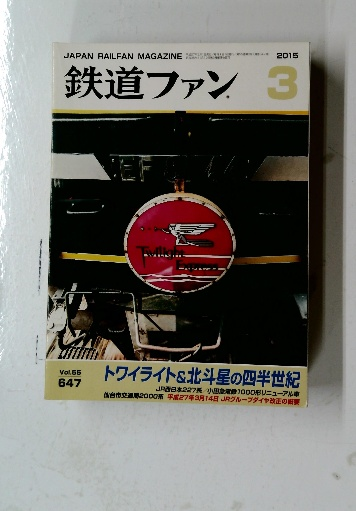 JAPAN RAILFAN MAGAZINE 2015
鉄道ファン 3
Twilight
Express
Vol.55
647
トワイライト&北斗星の四半世紀
JR西日本227系/小田急電鉄1000形リニューアル車
仙台市交通局2000系 平成27年3月14日 JRグループダイヤ改正の概要